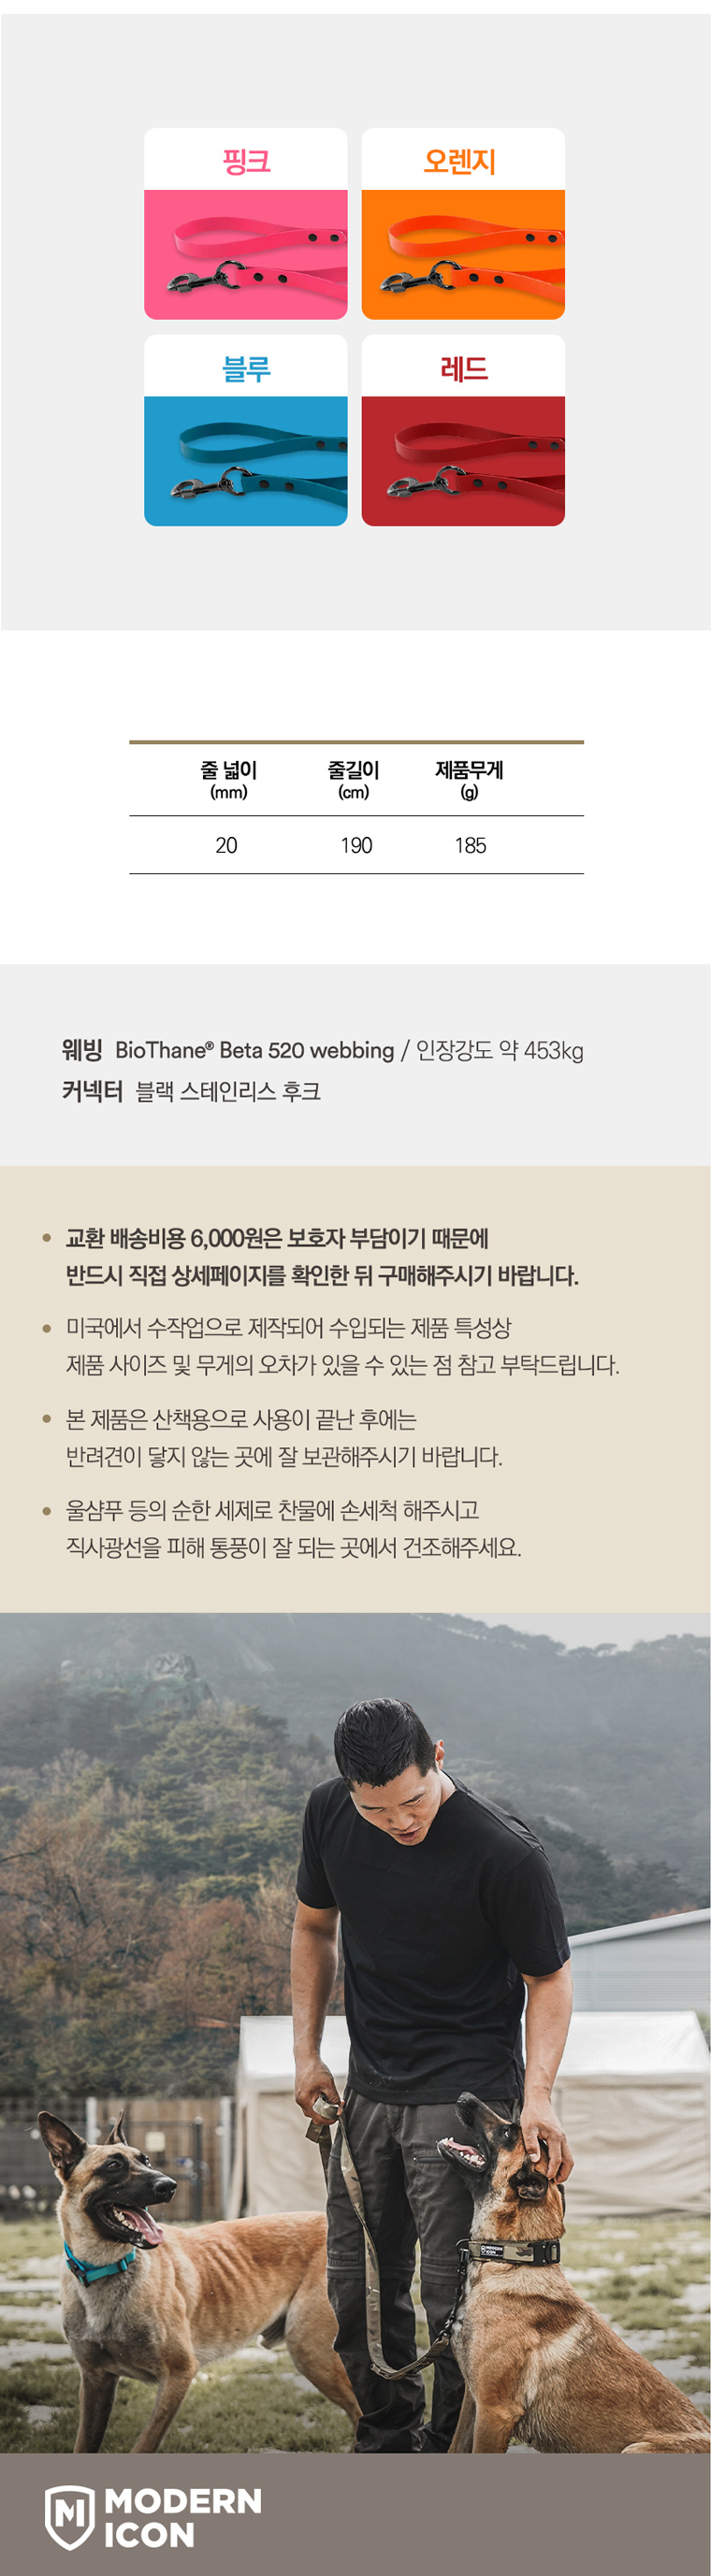 핑크
오렌지
블루
레드
줄 넓이
(mm)
줄길이
(cm)
제품무게
(g)
20
190
185
웨빙 BioThane® Beta 520 webbing / 인장강도 약 453kg
커넥터 블랙 스테인리스 후크
• 교환 배송비용 6,000원은 보호자 부담이기 때문에
반드시 직접 상세페이지를 확인한 뒤 구매해주시기 바랍니다.
• 미국에서 수작업으로 제작되어 수입되는 제품 특성상
제품 사이즈 및 무게의 오차가 있을 수 있는 점 참고 부탁드립니다.
• 본 제품은 산책용으로 사용이 끝난 후에는
반려견이 닿지 않는 곳에 잘 보관해주시기 바랍니다.
• 울샴푸 등의 순한 세제로 찬물에 손세척 해주시고
직사광선을 피해 통풍이 잘 되는 곳에서 건조해주세요.
MODERN
ICON
M MODERN
ICON